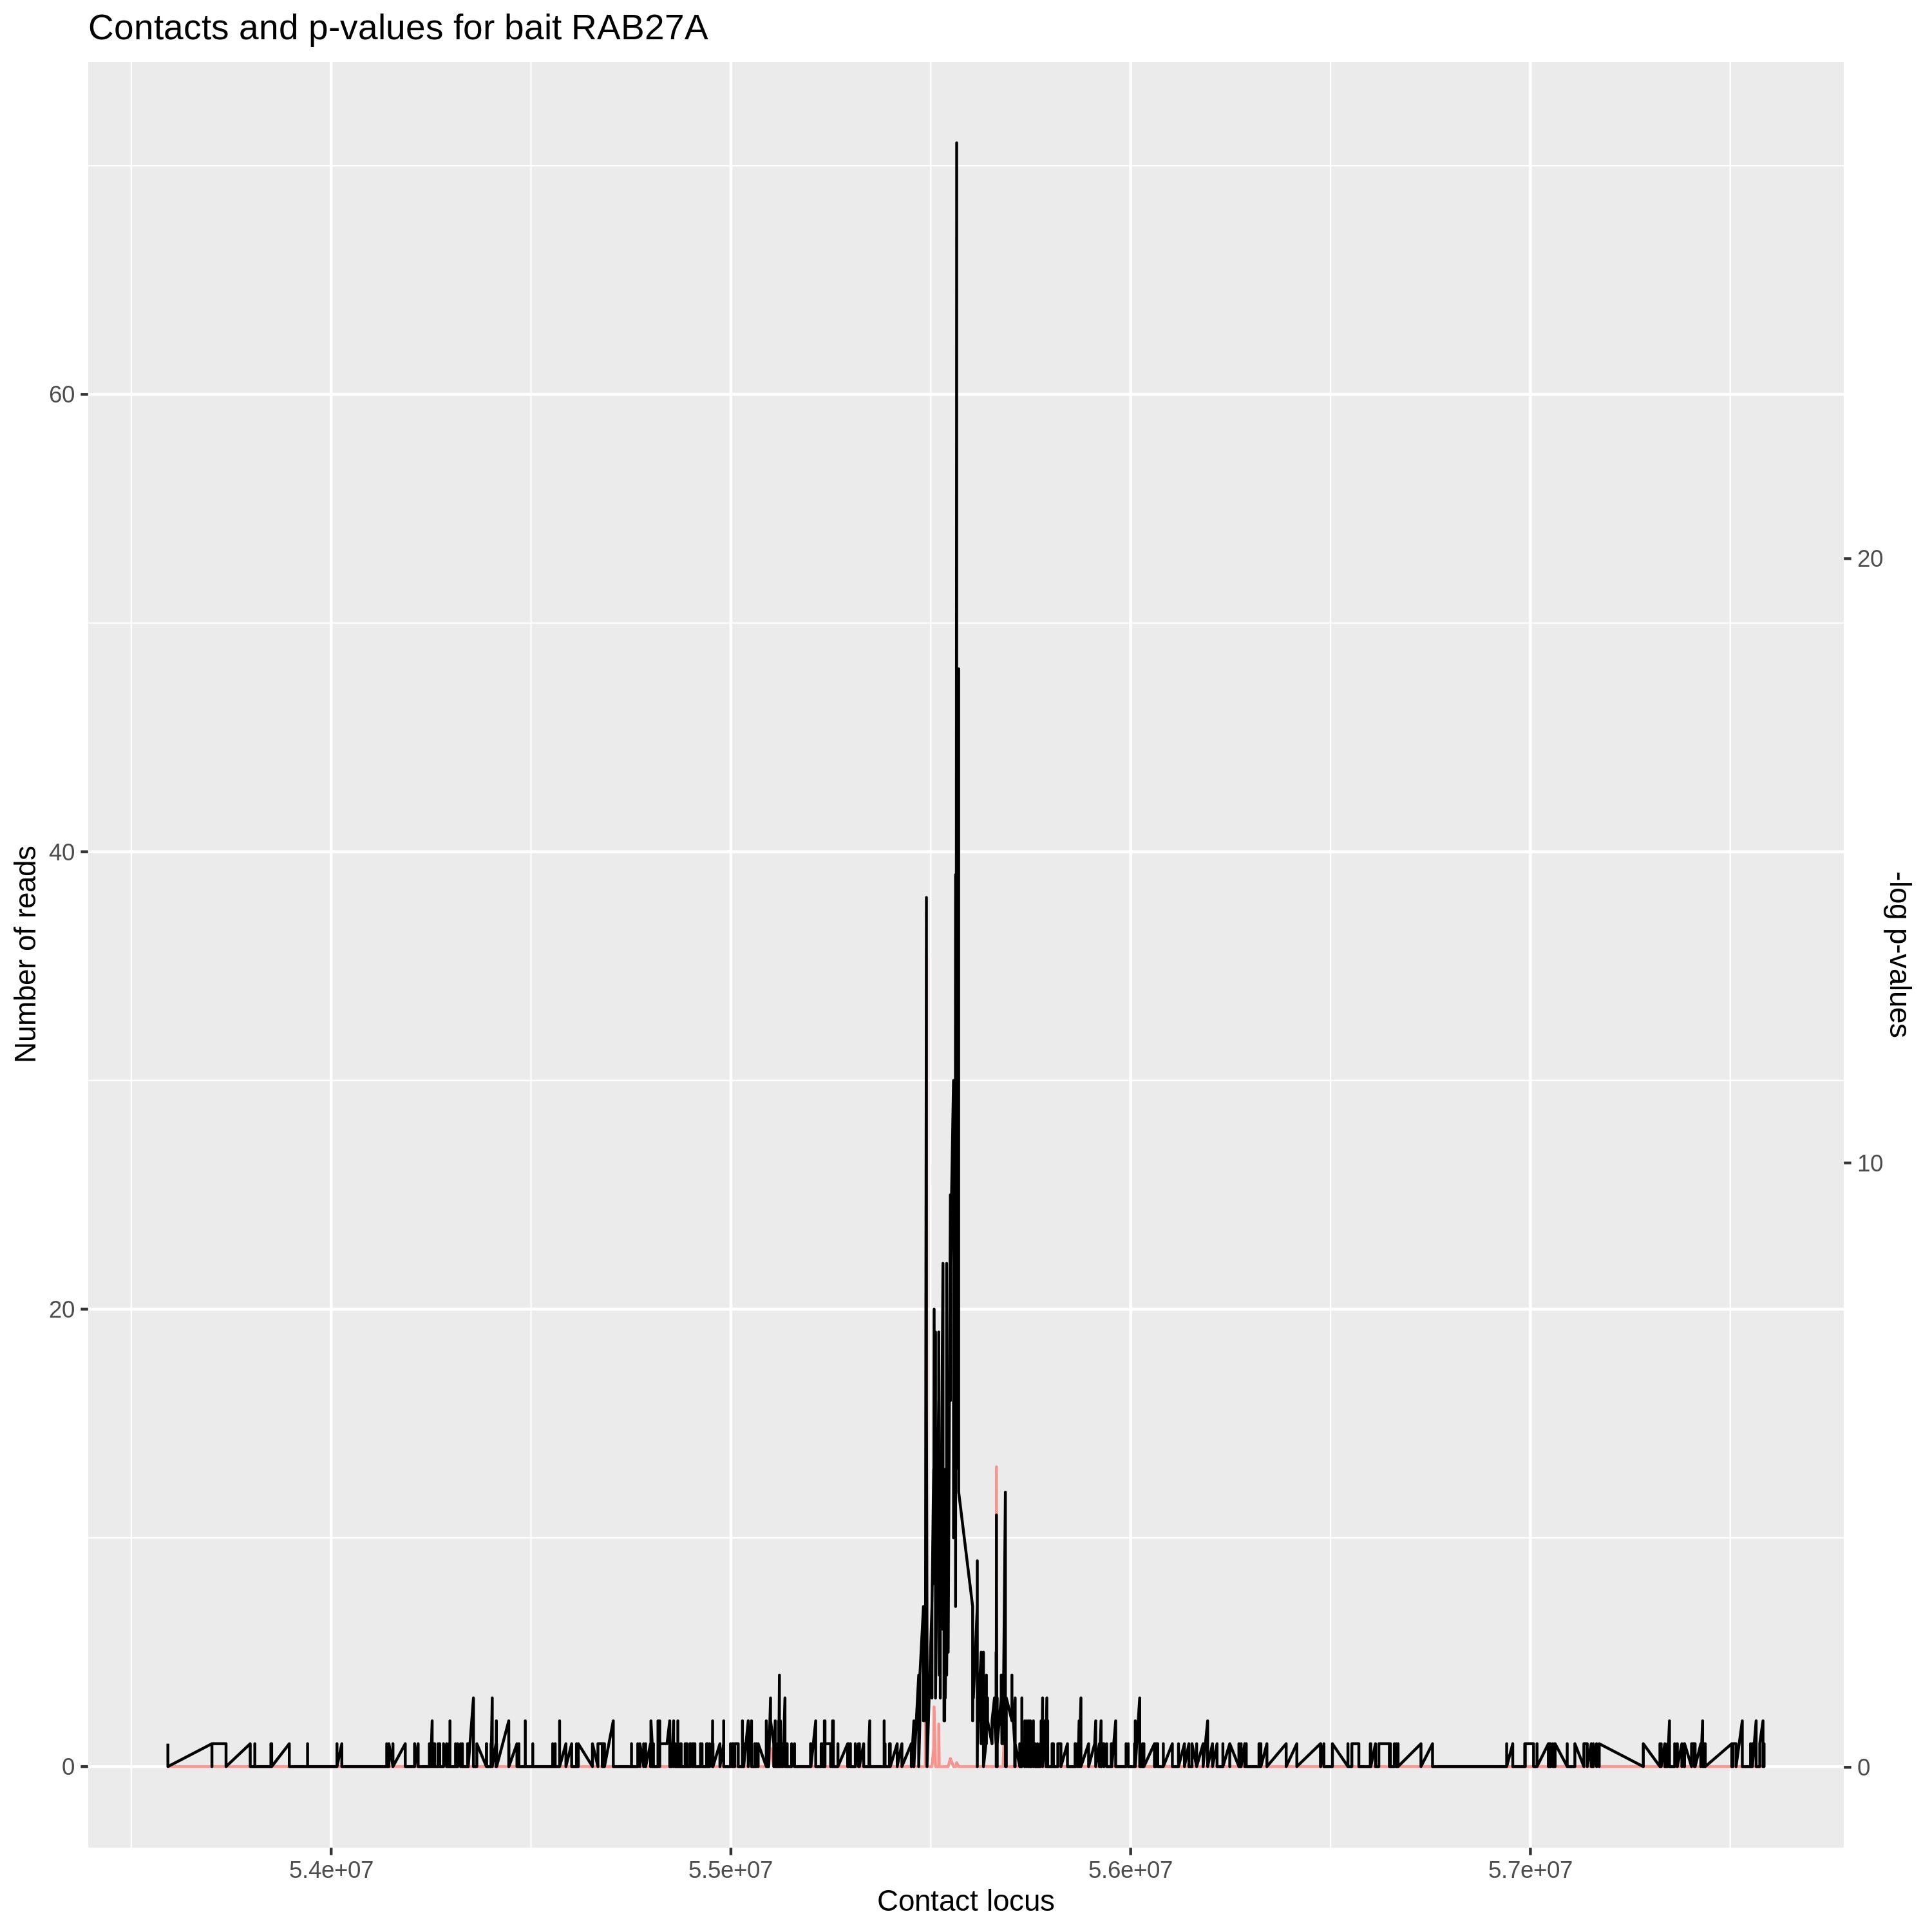 Contacts and p-values for bait RAB27A
Number of reads
60
40
20
0
20
10
0
-log p-values
5.4e+07
5.5e+07
5.6e+07
5.7e+07
Contact locus